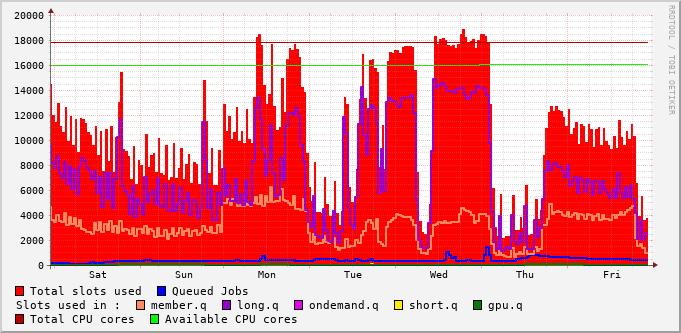 20000
18000
16000
14000
12000
10000
8000
6000
4000
2000
0
Sat Sun Mon Tue Wed Thu Fri
RRDTOOL / TOBI OETIKER
Total slots used Queued Jobs
Slots used in : member.q long.q ondemand.q short.q gpu.q
Total CPU cores Available CPU cores